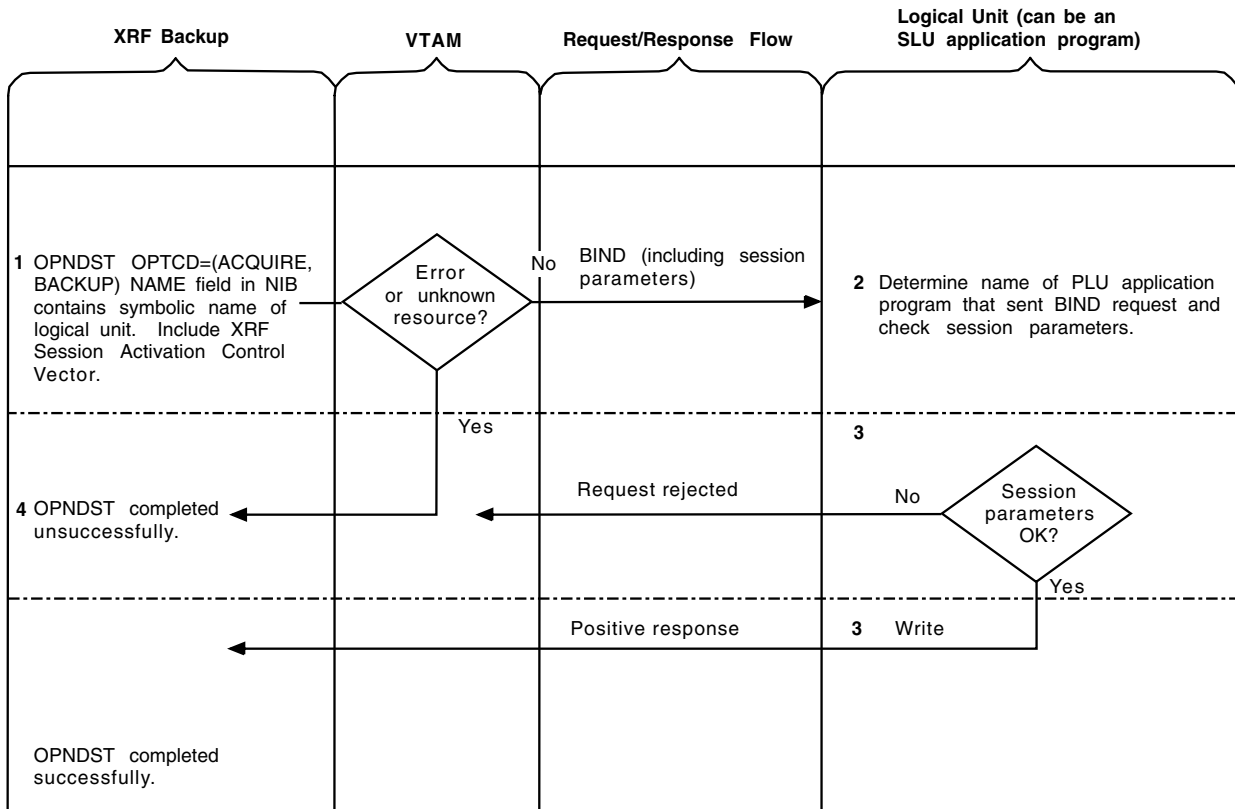 XRF Backup
VTAM
Request/Response Flow
Logical Unit (can be an
SLU application program)
1 OPNDST OPTCD=(ACQUIRE,
BACKUP) NAME field in NIB
contains symbolic name of
logical unit. Include XRF
Session Activation Control
Vector.
Error
or unknown
resource?
No
BIND (including session
parameters)
2 Determine name of PLU application
program that sent BIND request and
check session parameters.
Yes
3
4 OPNDST completed
unsuccessfully.
Request rejected
No
Session
parameters
OK?
Yes
Positive response
3 Write
OPNDST completed
successfully.